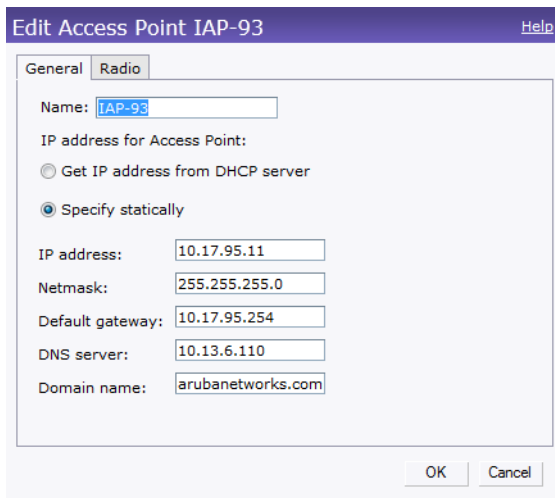 Edit Access Point IAP-93 Help
General Radio
Name: IAP-93
IP address for Access Point:
Get IP address from DHCP server
Specify statically
IP address: 10.17.95.11
Netmask: 255.255.255.0
Default gateway: 10.17.95.254
DNS server: 10.13.6.110
Domain name: arubanetworks.com
OK Cancel